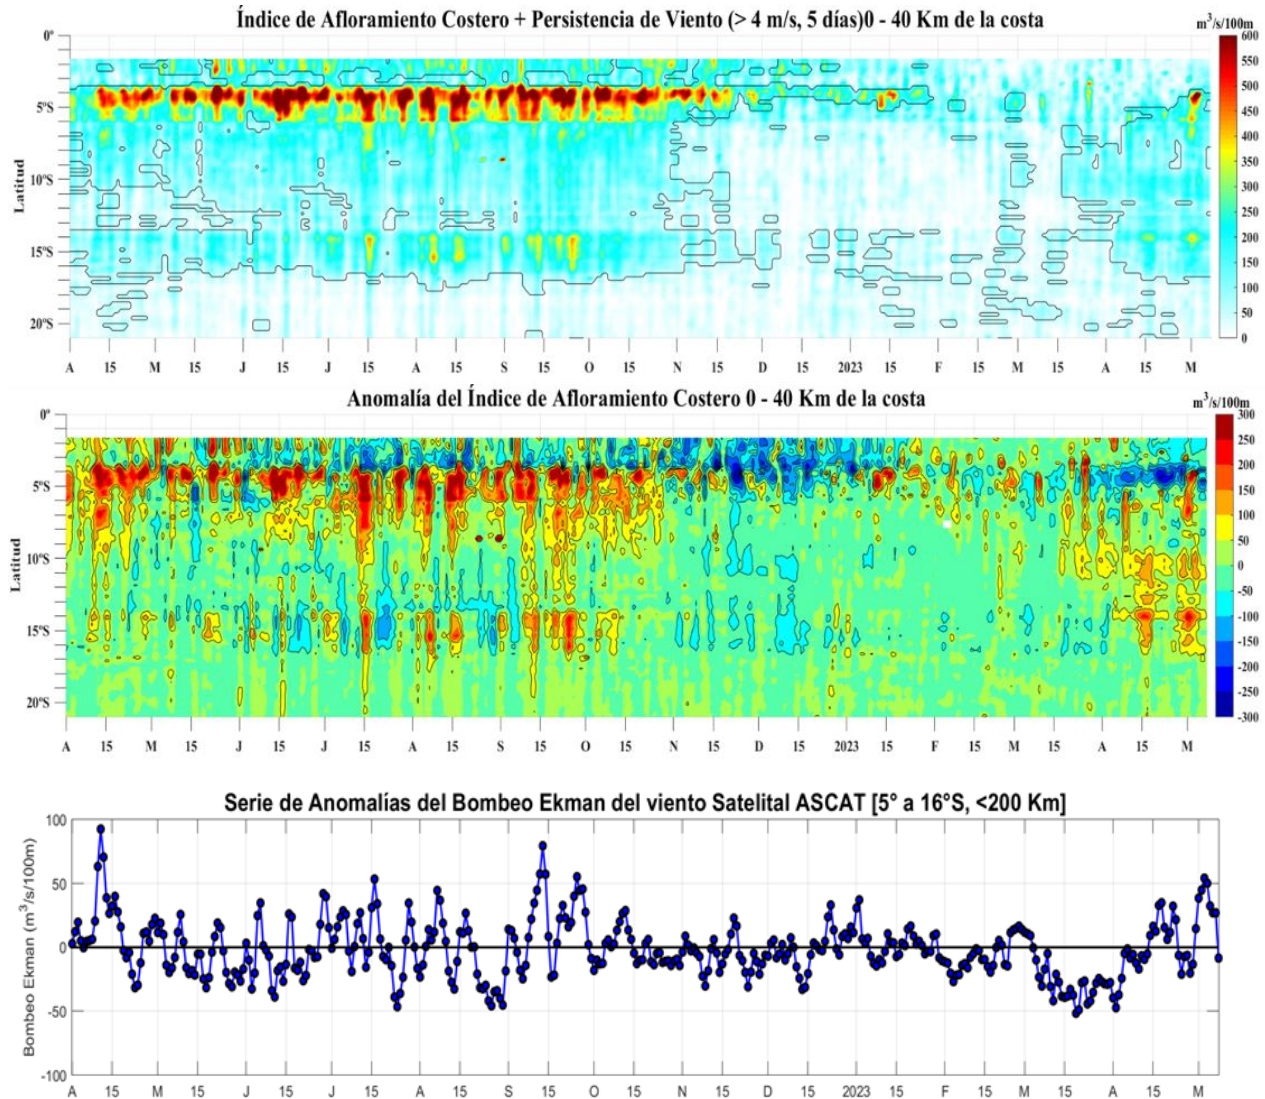 Índice de Afloramiento Costero + Persistencia de Viento (> 4 m/s, 5 días)0 - 40 Km de la costa
m³/s/100m
Latitud
0°
5°S
10°S
15°S
20°S
600
550
500
450
400
350
300
250
200
150
100
50
0
A 15 M 15 J 15 J 15 A 15 S 15 O 15 N 15 D 15 2023 15 F 15 M 15 A 15 M
Anomalía del Índice de Afloramiento Costero 0 - 40 Km de la costa
m³/s/100m
Latitud
0°
5°S
10°S
15°S
20°S
300
250
200
150
100
50
0
-50
-100
-150
-200
-250
-300
A 15 M 15 J 15 J 15 A 15 S 15 O 15 N 15 D 15 2023 15 F 15 M 15 A 15 M
Serie de Anomalías del Bombeo Ekman del viento Satelital ASCAT [5° a 16°S, <200 Km]
Bombeo Ekman (m³/s/100m)
100
50
0
-50
-100
A 15 M 15 J 15 J 15 A 15 S 15 O 15 N 15 D 15 2023 15 F 15 M 15 A 15 M